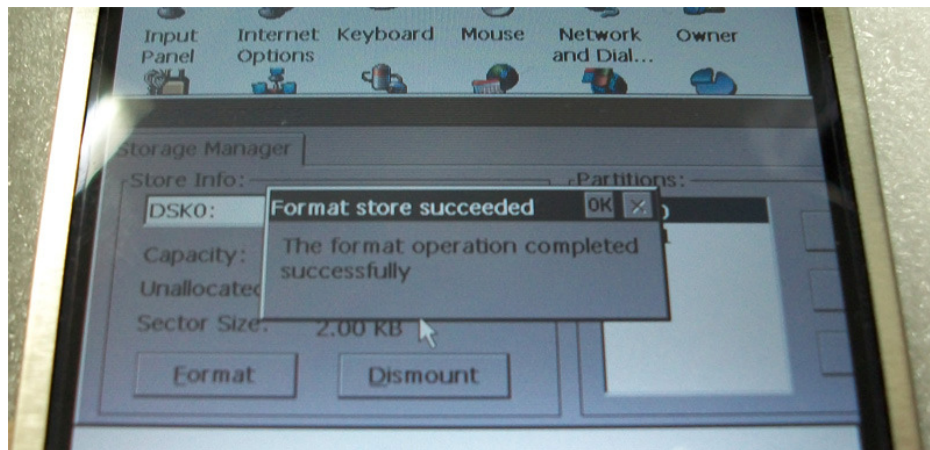 Input Panel
Internet Options
Keyboard
Mouse
Network and Dial...
Owner
Storage Manager
Store Info:
Partitions:
DSK0:
Format store succeeded
OK
The format operation completed
successfully
Capacity:
Unallocated
Sector Size:
2.00 KB
Format
Dismount